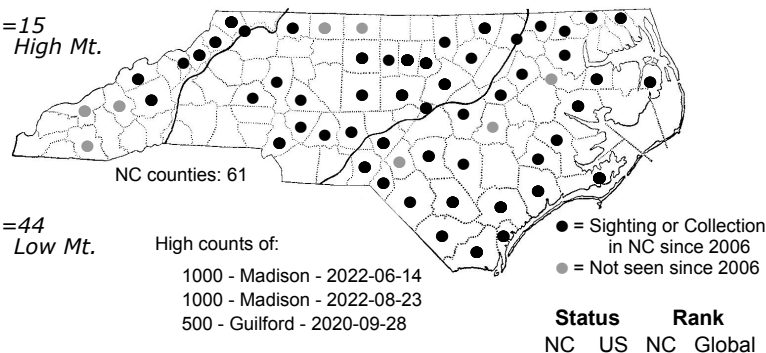 =15
High Mt.
NC counties: 61
=44
Low Mt.
High counts of:
1000 - Madison - 2022-06-14
1000 - Madison - 2022-08-23
500 - Guilford - 2020-09-28
= Sighting or Collection
in NC since 2006
= Not seen since 2006
Status Rank
NC US NC Global